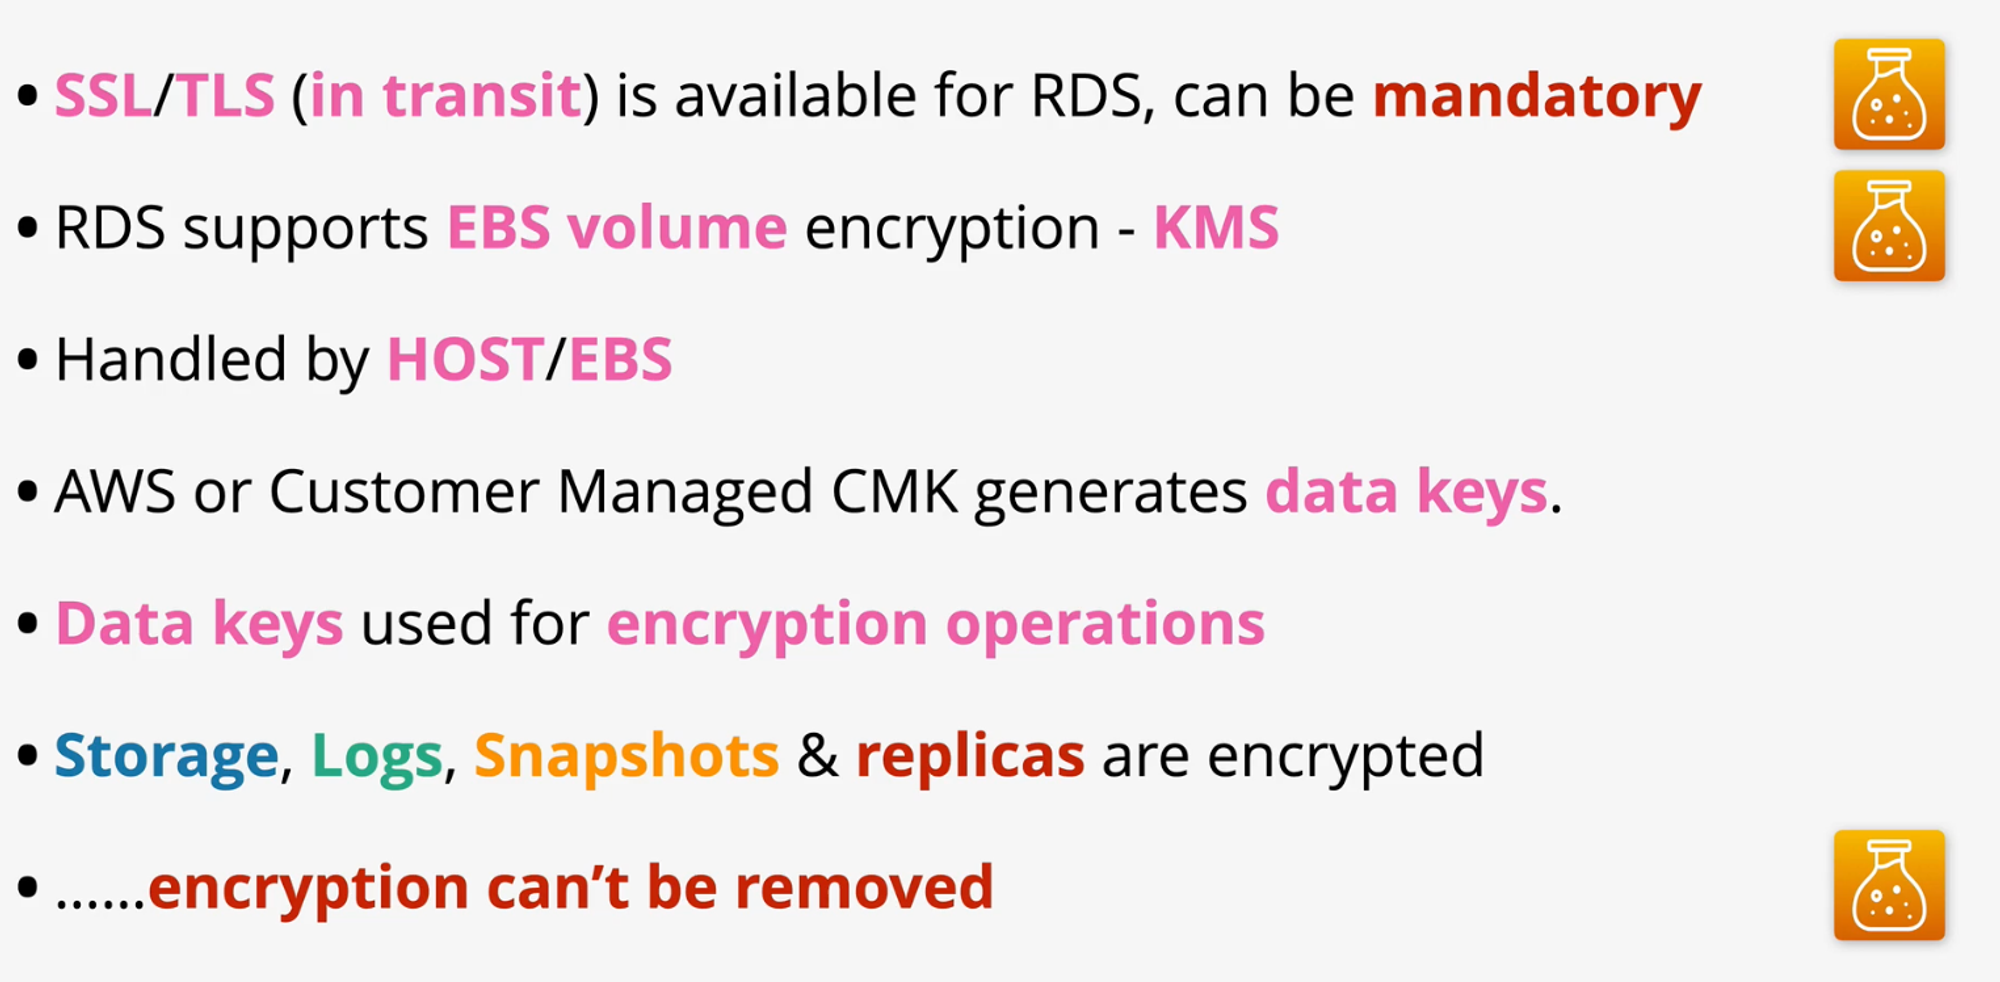 • SSL/TLS (in transit) is available for RDS, can be mandatory
• RDS supports EBS volume encryption - KMS
• Handled by HOST/EBS
• AWS or Customer Managed CMK generates data keys.
• Data keys used for encryption operations
• Storage, Logs, Snapshots & replicas are encrypted
• ......encryption can’t be removed